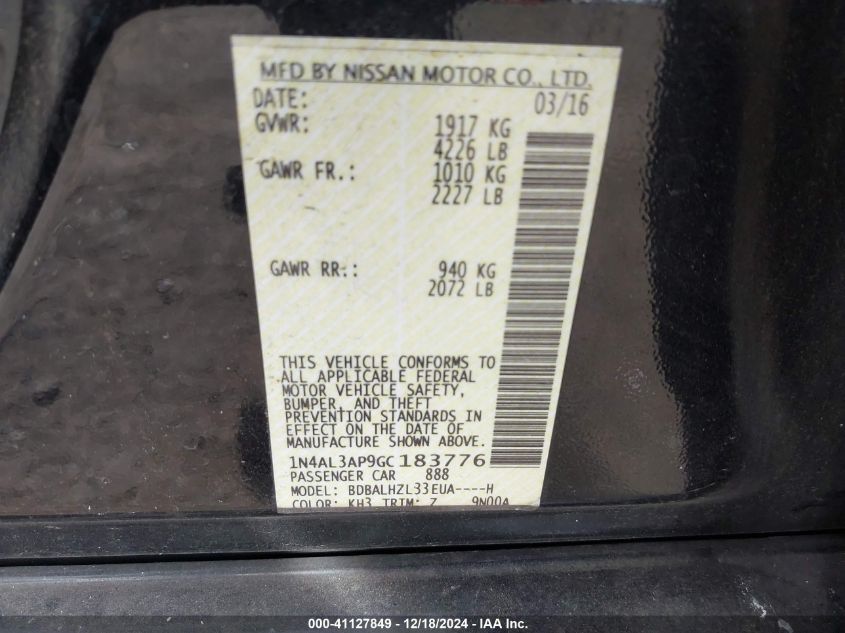 MFD BY NISSAN MOTOR CO., LTD.
DATE: 03/16
GVWR: 1917 KG
4226 LB
GAWR FR.: 1010 KG
2227 LB
GAWR RR.: 940 KG
2072 LB
THIS VEHICLE CONFORMS TO
ALL APPLICABLE FEDERAL
MOTOR VEHICLE SAFETY,
BUMPER, AND THEFT
PREVENTION STANDARDS IN
EFFECT ON THE DATE OF
MANUFACTURE SHOWN ABOVE.
1N4AL3AP9GC183776
PASSENGER CAR 888
MODEL: BDBALHZL33EUA----H
COLOR: KH3 TRIM: Z 9N00A
000-41127849 - 12/18/2024 - IAA Inc.